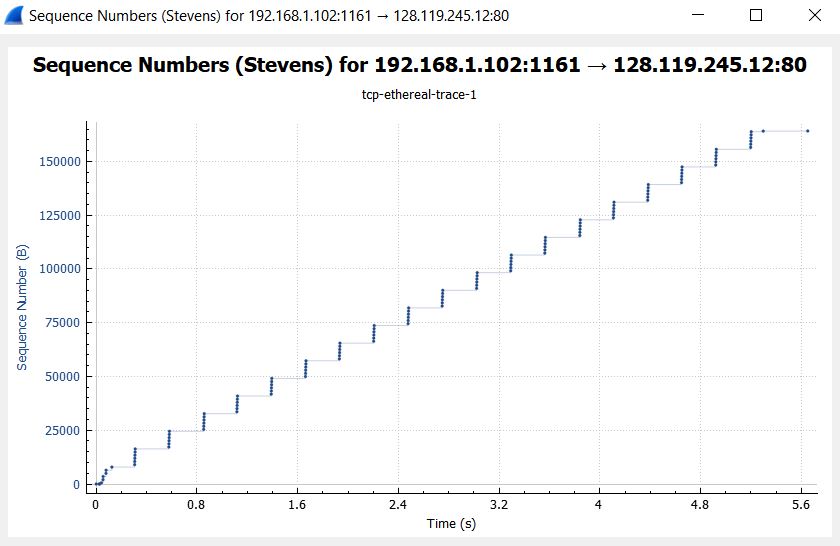 Sequence Numbers (Stevens) for 192.168.1.102:1161 → 128.119.245.12:80
Sequence Numbers (Stevens) for 192.168.1.102:1161 → 128.119.245.12:80
tcp-ethereal-trace-1
Sequence Number (B)
150000
125000
100000
75000
50000
25000
0
0 0.8 1.6 2.4 3.2 4 4.8 5.6
Time (s)